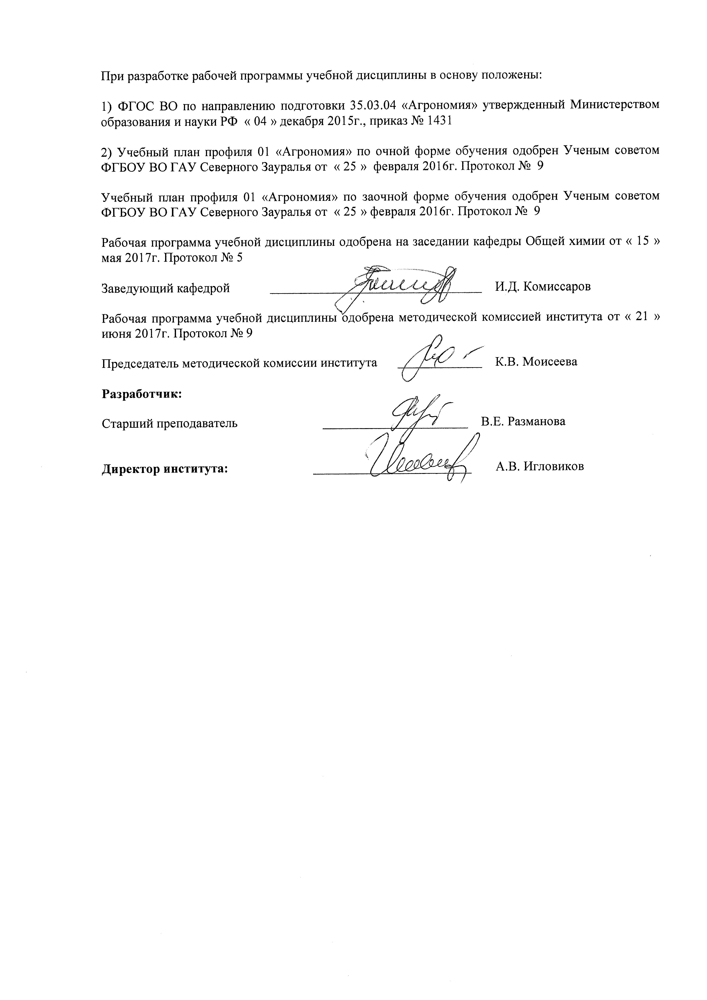 При разработке рабочей программы учебной дисциплины в основу положены:
1) ФГОС ВО по направлению подготовки 35.03.04 «Агрономия» утвержденный Министерством
образования и науки РФ « 04 » декабря 2015г., приказ № 1431
2) Учебный план профиля 01 «Агрономия» по очной форме обучения одобрен Ученым советом
ФГБОУ ВО ГАУ Северного Зауралья от « 25 » февраля 2016г. Протокол № 9
Учебный план профиля 01 «Агрономия» по заочной форме обучения одобрен Ученым советом
ФГБОУ ВО ГАУ Северного Зауралья от « 25 » февраля 2016г. Протокол № 9
Рабочая программа учебной дисциплины одобрена на заседании кафедры Общей химии от « 15 »
мая 2017г. Протокол № 5
Заведующий кафедрой И.Д. Комиссаров
Рабочая программа учебной дисциплины одобрена методической комиссией института от « 21 »
июня 2017г. Протокол № 9
Председатель методической комиссии института К.В. Моисеева
Разработчик:
Старший преподаватель В.Е. Разманова
Директор института: А.В. Игловиков